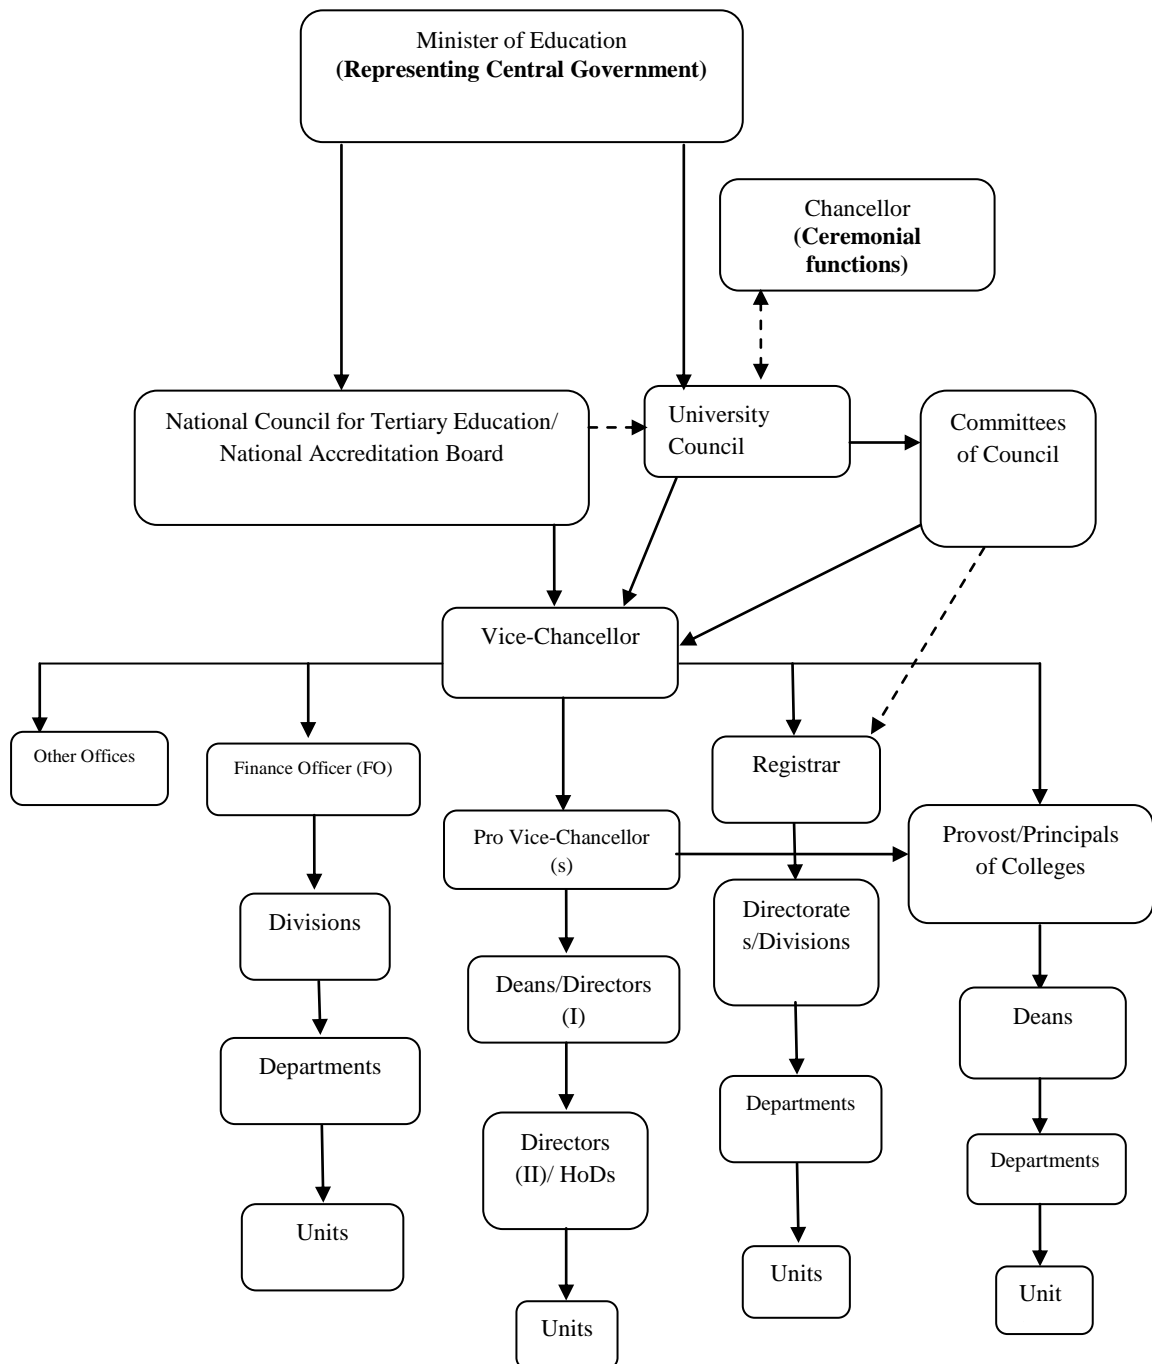 Minister of Education
(Representing Central Government)
Chancellor
(Ceremonial
functions)
National Council for Tertiary Education/
National Accreditation Board
University
Council
Committees
of Council
Vice-Chancellor
Other Offices
Finance Officer (FO)
Registrar
Pro Vice-Chancellor
(s)
Provost/Principals
of Colleges
Divisions
Directorate
s/Divisions
Deans/Directors
(I)
Deans
Departments
Departments
Directors
(II)/ HoDs
Departments
Units
Units
Unit
Units